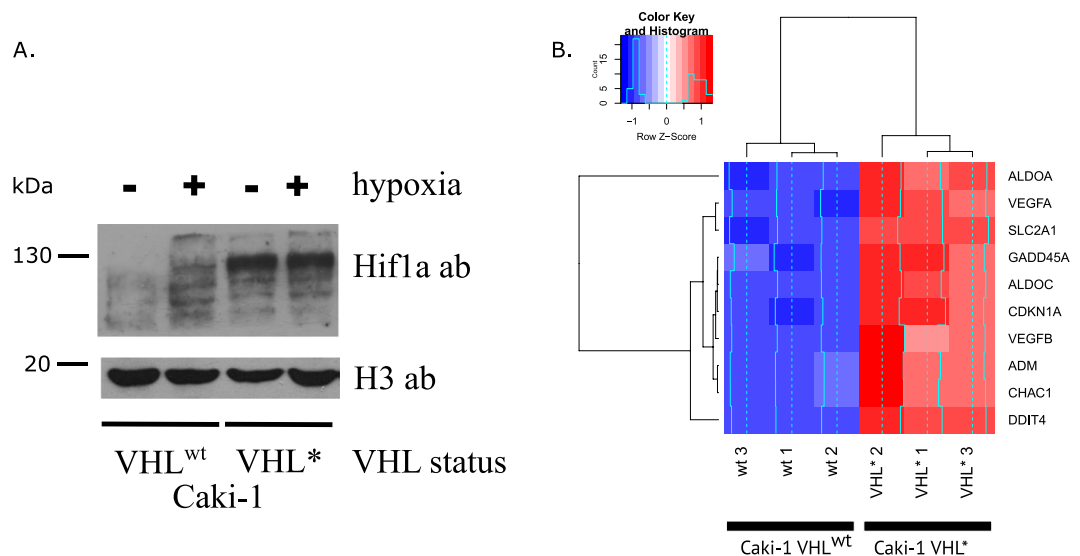 A.
kDa
- + - + hypoxia
130
Hif1a ab
20
H3 ab
VHLwt VHL* VHL status
Caki-1
B.
Color Key
and Histogram
Count
0 5 15
−1 0 1
Row Z−Score
ALDOA
VEGFA
SLC2A1
GADD45A
ALDOC
CDKN1A
VEGFB
ADM
CHAC1
DDIT4
wt 3
wt 1
wt 2
VHL* 2
VHL* 1
VHL* 3
Caki-1 VHLwt Caki-1 VHL*